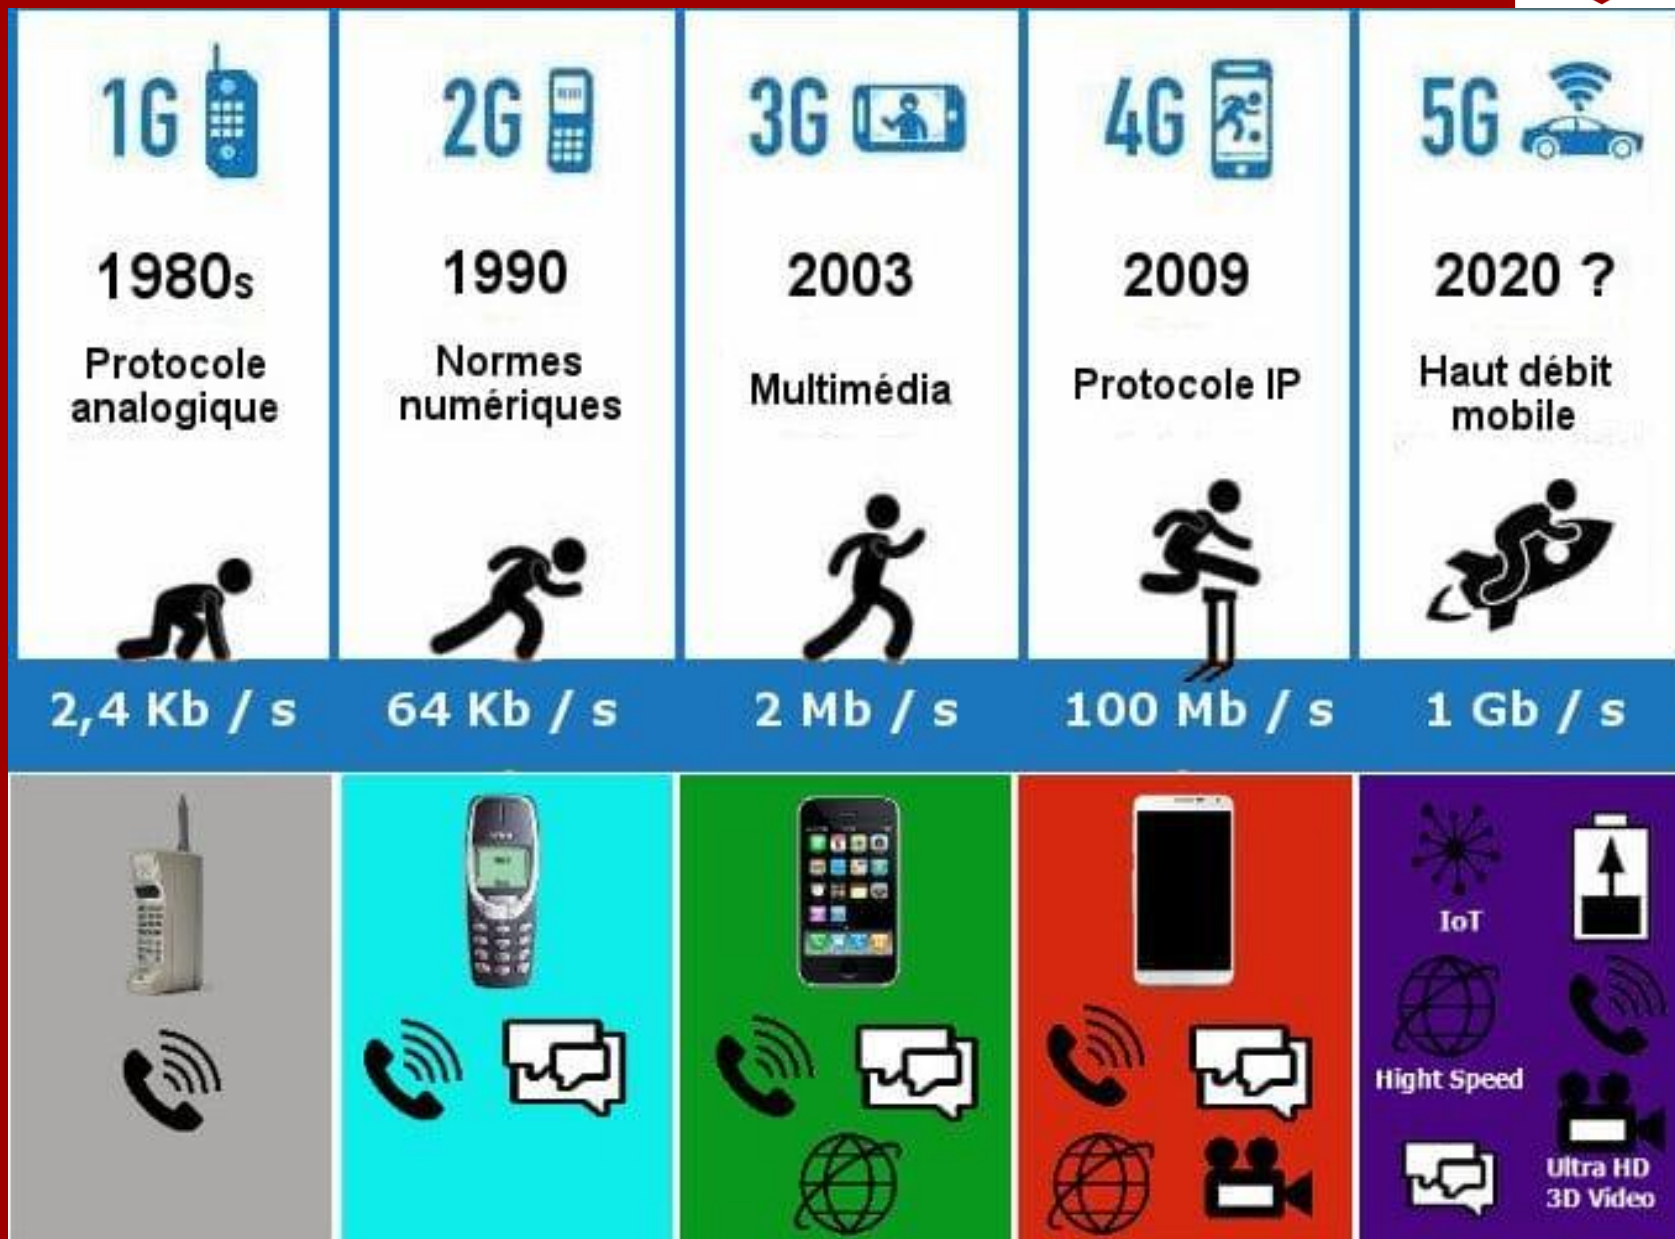 1G
2G
3G
4G
5G
1980s
1990
2003
2009
2020 ?
Protocole
analogique
Normes
numériques
Multimédia
Protocole IP
Haut débit
mobile
2,4 Kb / s
64 Kb / s
2 Mb / s
100 Mb / s
1 Gb / s
IoT
Hight Speed
Ultra HD
3D Video